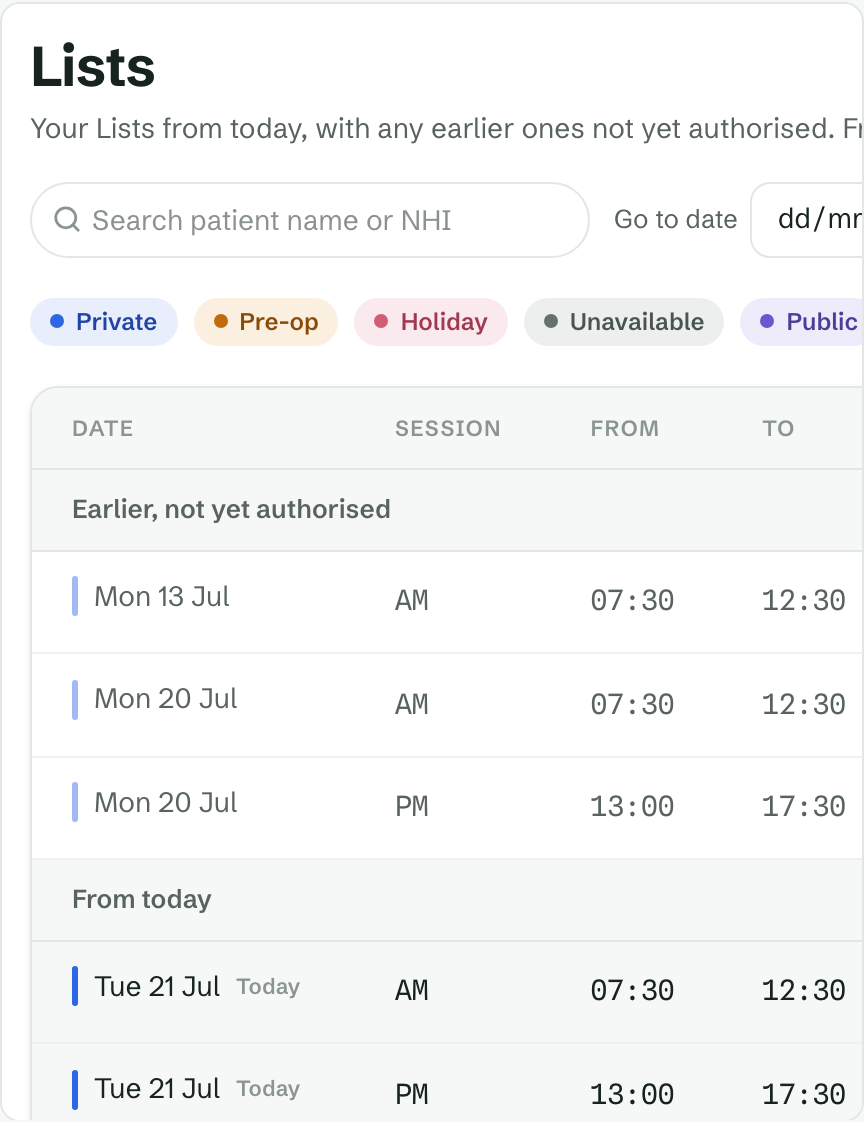 Lists
Your Lists from today, with any earlier ones not yet authorised.
Search patient name or NHI
Go to date
Private
Pre-op
Holiday
Unavailable
Public
DATE SESSION FROM TO
Earlier, not yet authorised
Mon 13 Jul AM 07:30 12:30
Mon 20 Jul AM 07:30 12:30
Mon 20 Jul PM 13:00 17:30
From today
Tue 21 Jul Today AM 07:30 12:30
Tue 21 Jul Today PM 13:00 17:30